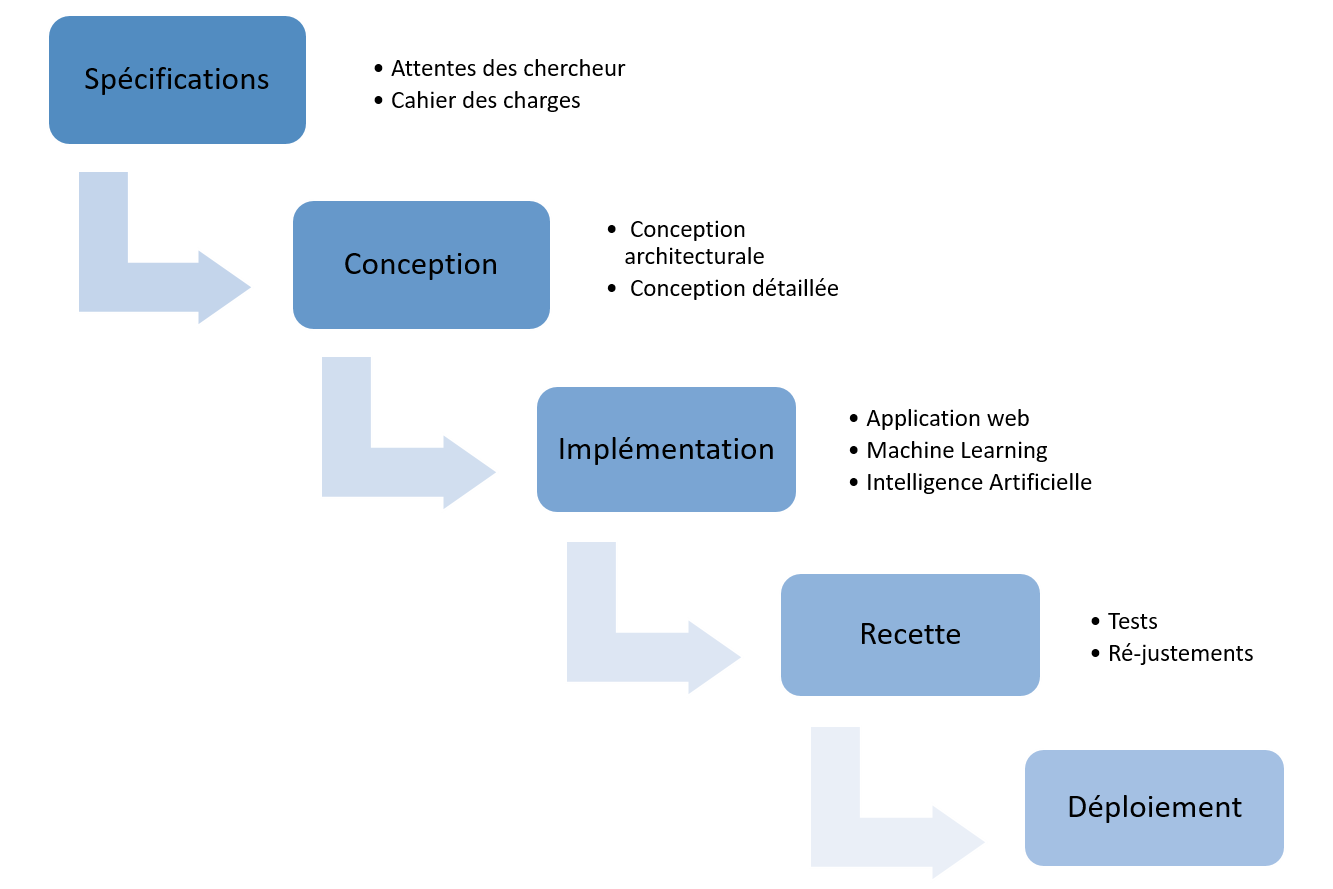 Spécifications
• Attentes des chercheur
• Cahier des charges
Conception
• Conception
architecturale
• Conception détaillée
Implémentation
• Application web
• Machine Learning
• Intelligence Artificielle
Recette
• Tests
• Ré-justements
Déploiement